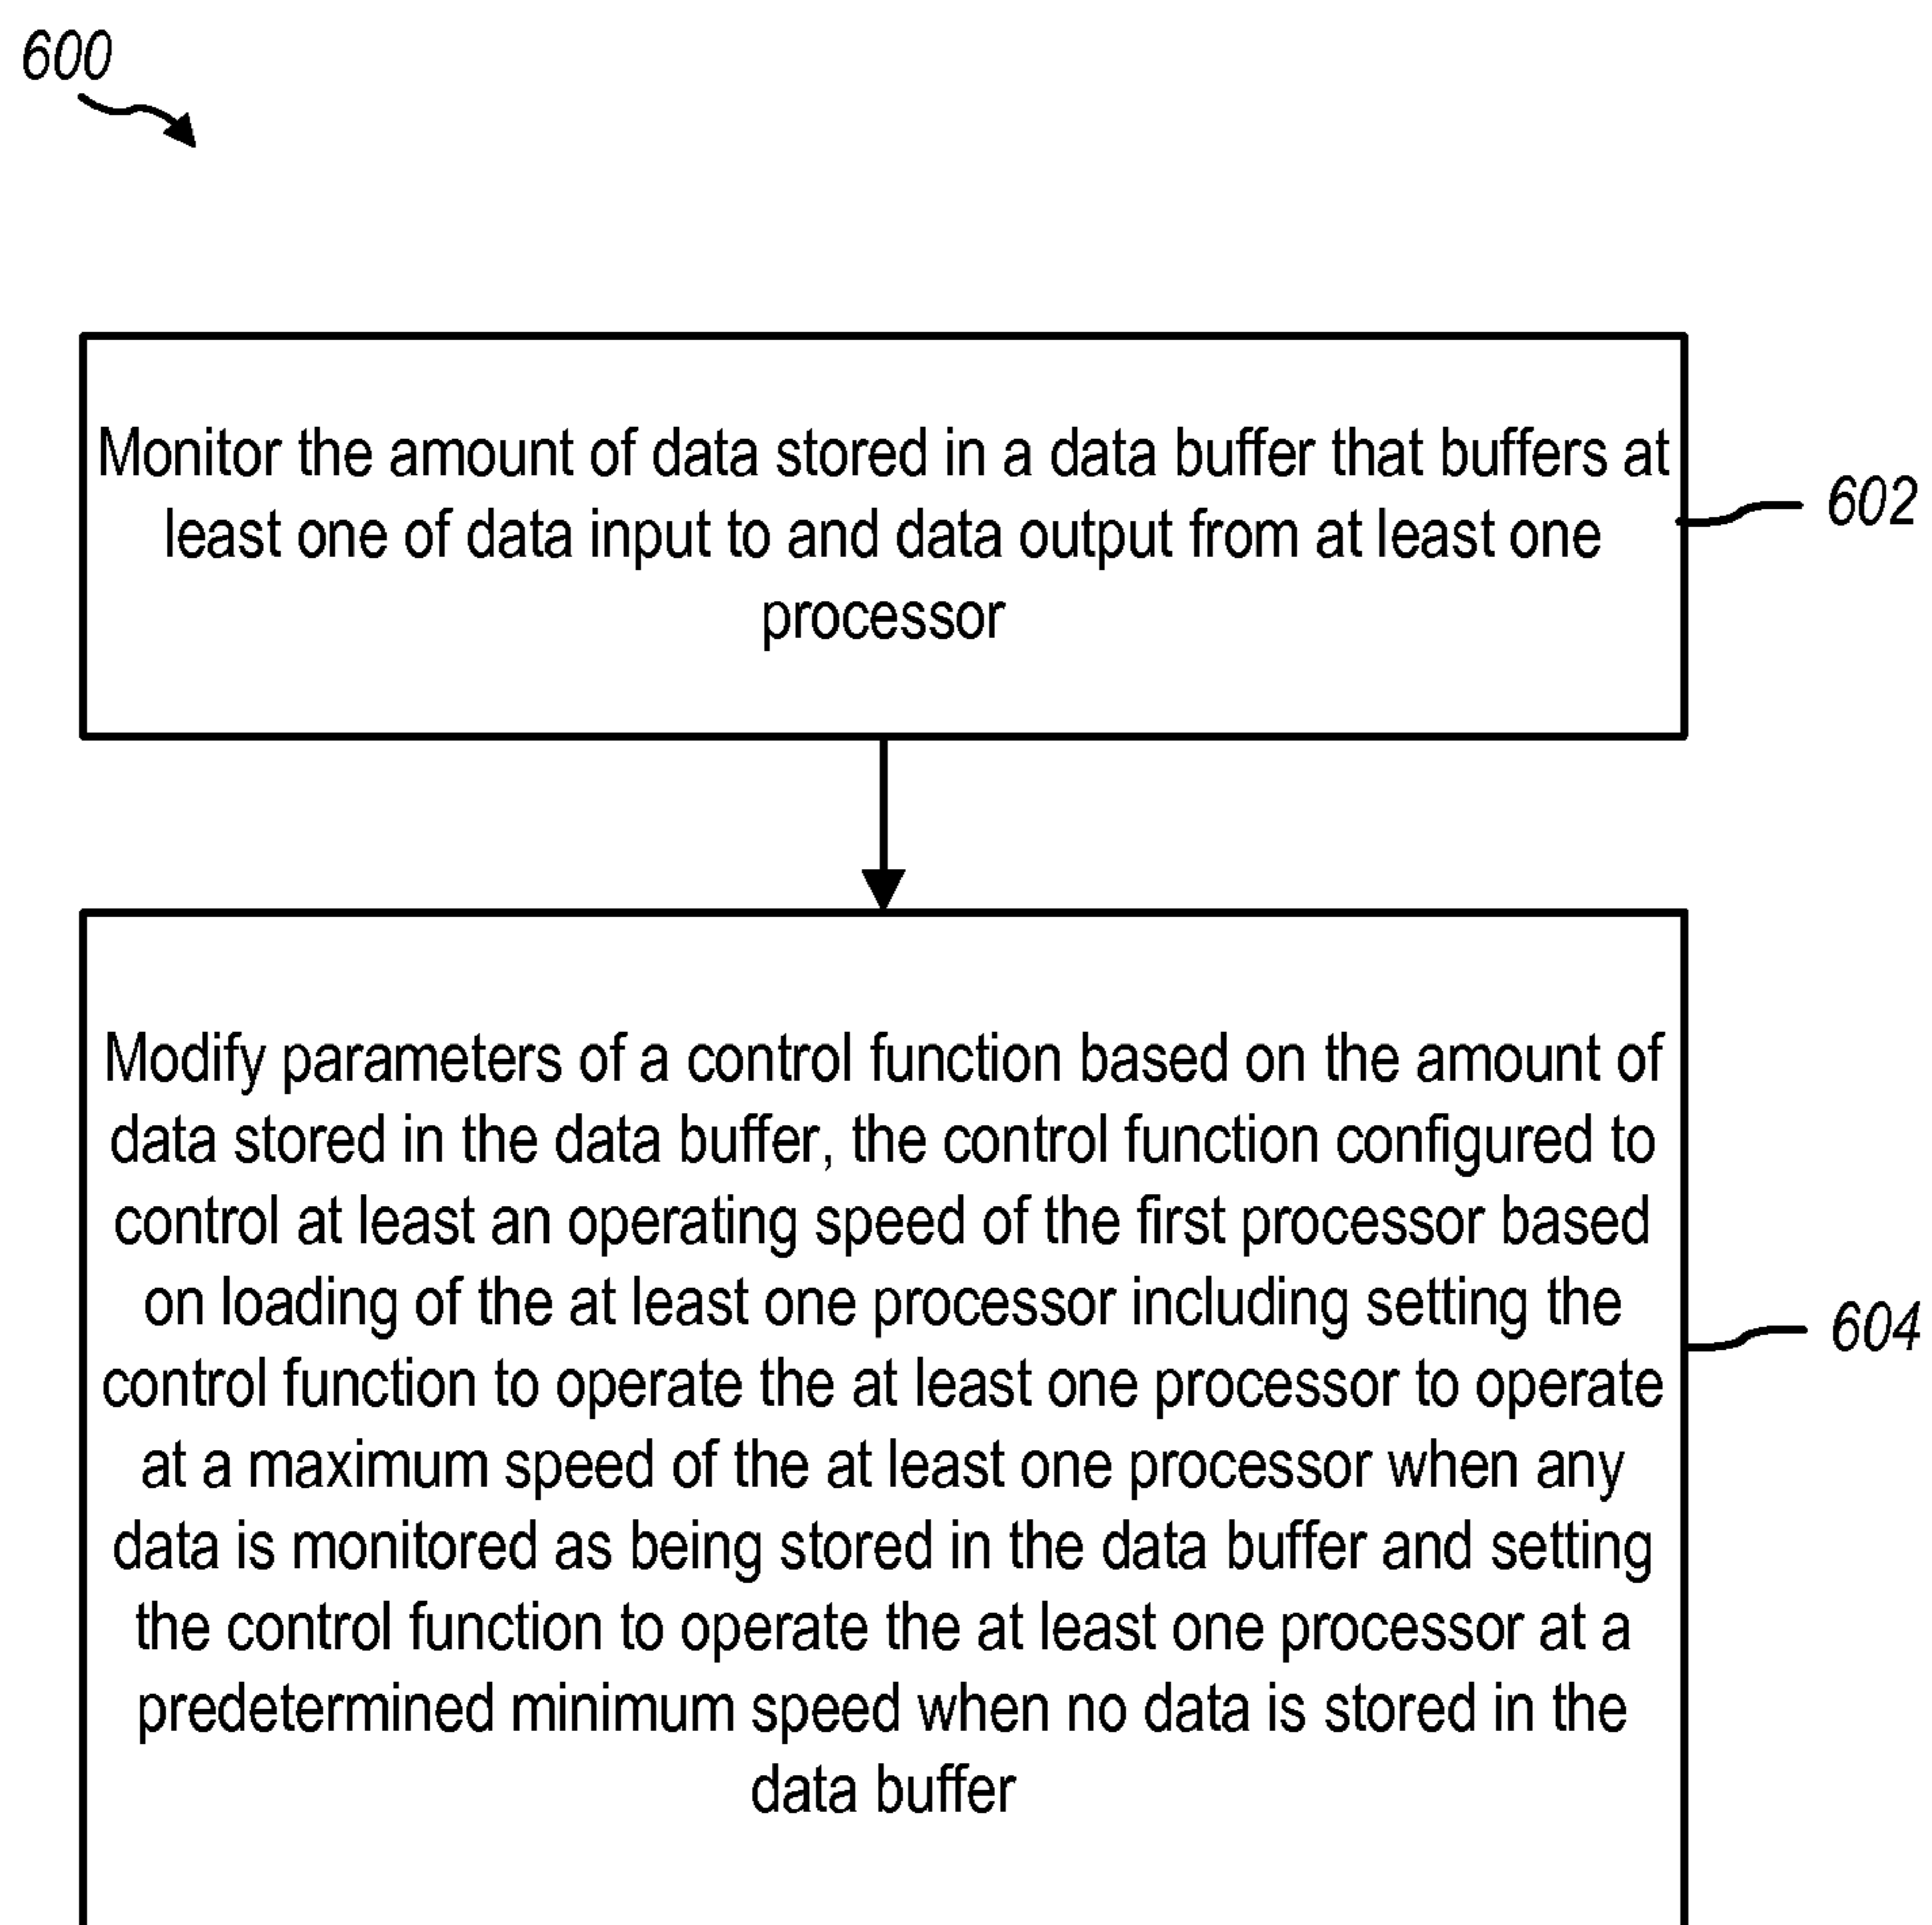 600
Monitor the amount of data stored in a data buffer that buffers at
least one of data input to and data output from at least one
processor
602
Modify parameters of a control function based on the amount of
data stored in the data buffer, the control function configured to
control at least an operating speed of the first processor based
on loading of the at least one processor including setting the
control function to operate the at least one processor to operate
at a maximum speed of the at least one processor when any
data is monitored as being stored in the data buffer and setting
the control function to operate the at least one processor at a
predetermined minimum speed when no data is stored in the
data buffer
604